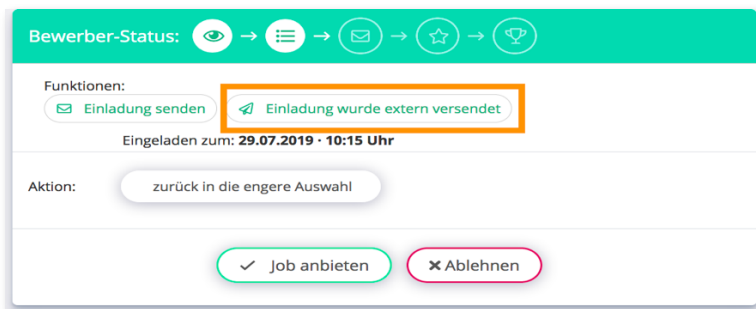 Bewerber-Status:
Funktionen:
Einladung senden
Einladung wurde extern versendet
Eingeladen zum: 29.07.2019 · 10:15 Uhr
Aktion:
zurück in die engere Auswahl
Job anbieten
Ablehnen